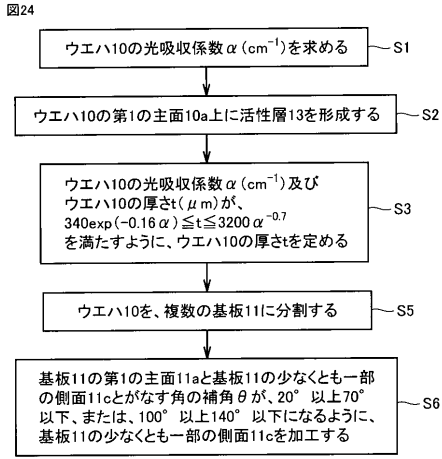 図24
ウエハ10の光吸収係数α(cm⁻¹)を求める
S1
ウエハ10の第1の主面10a上に活性層13を形成する
S2
ウエハ10の光吸収係数α(cm⁻¹)及び
ウエハ10の厚さt(μm)が、
340exp(-0.16α)≦t≦3200α⁻⁰·⁷
を満たすように、ウエハ10の厚さtを定める
S3
ウエハ10を、複数の基板11に分割する
S5
基板11の第1の主面11aと基板11の少なくとも一部
の側面11cとがなす角の補角θが、20°以上70°
以下、または、100°以上140°以下になるように、
基板11の少なくとも一部の側面11cを加工する
S6